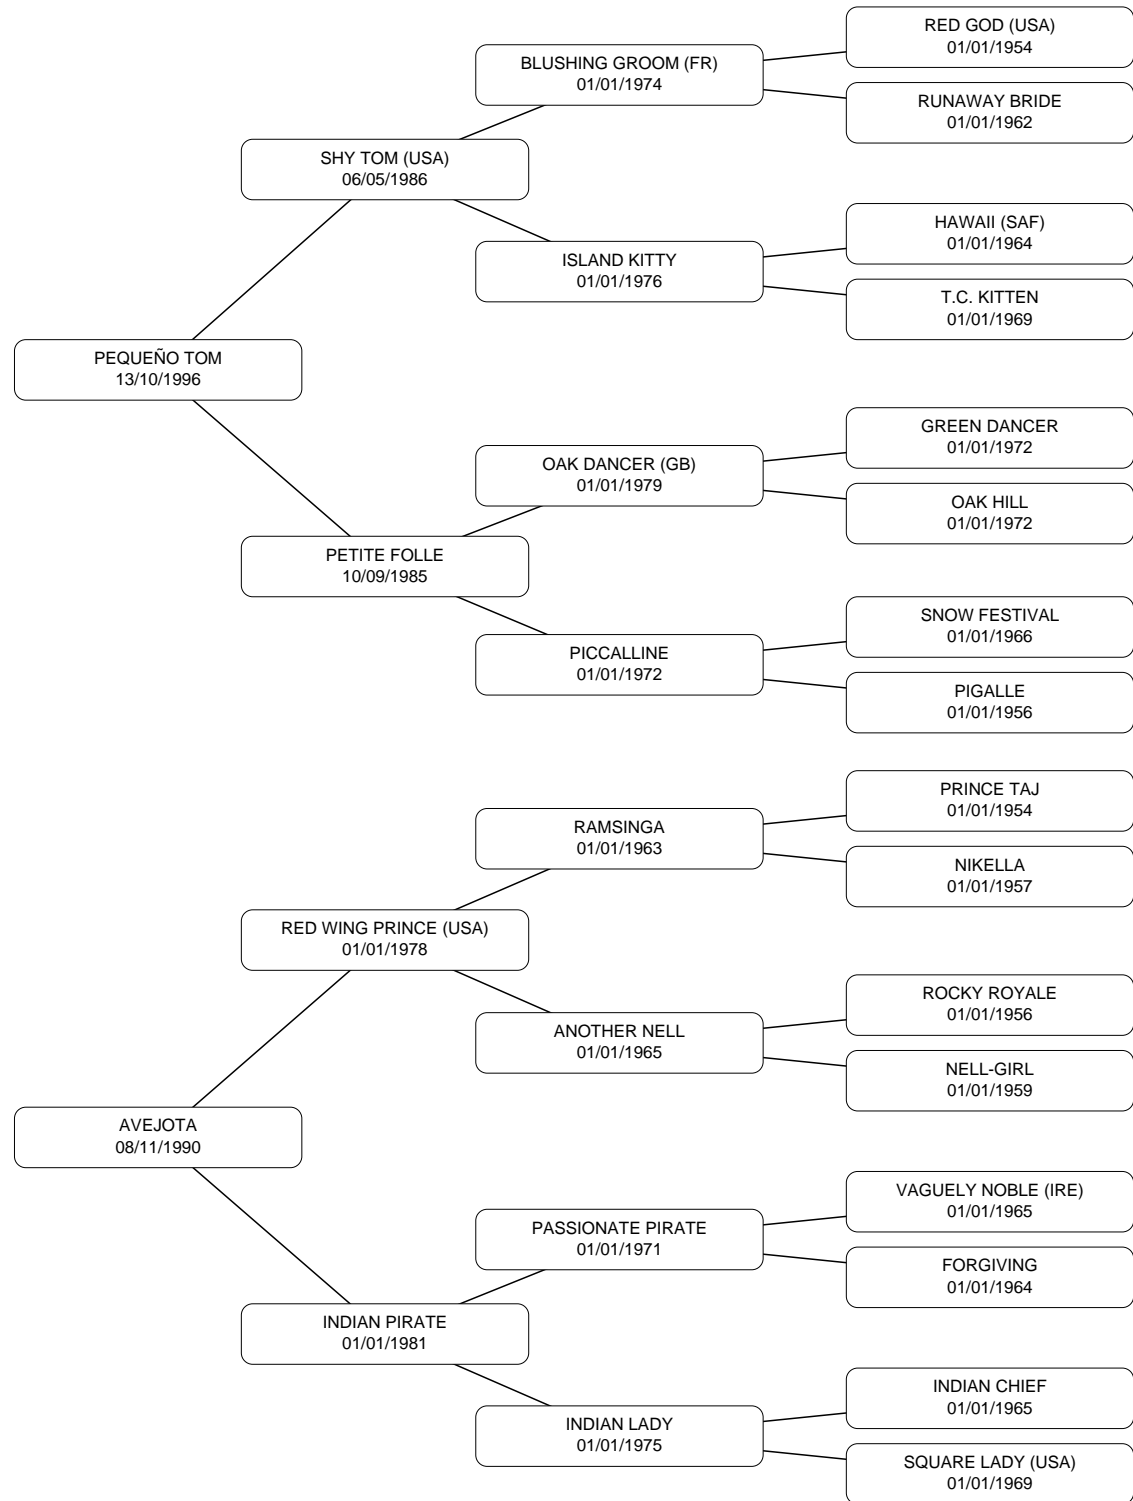 RED GOD (USA)
01/01/1954
BLUSHING GROOM (FR)
01/01/1974
RUNAWAY BRIDE
01/01/1962
SHY TOM (USA)
06/05/1986
HAWAII (SAF)
01/01/1964
ISLAND KITTY
01/01/1976
T.C. KITTEN
01/01/1969
PEQUEÑO TOM
13/10/1996
GREEN DANCER
01/01/1972
OAK DANCER (GB)
01/01/1979
OAK HILL
01/01/1972
PETITE FOLLE
10/09/1985
SNOW FESTIVAL
01/01/1966
PICCALLINE
01/01/1972
PIGALLE
01/01/1956
PRINCE TAJ
01/01/1954
RAMSINGA
01/01/1963
NIKELLA
01/01/1957
RED WING PRINCE (USA)
01/01/1978
ROCKY ROYALE
01/01/1956
ANOTHER NELL
01/01/1965
NELL-GIRL
01/01/1959
AVEJOTA
08/11/1990
VAGUELY NOBLE (IRE)
01/01/1965
PASSIONATE PIRATE
01/01/1971
FORGIVING
01/01/1964
INDIAN PIRATE
01/01/1981
INDIAN CHIEF
01/01/1965
INDIAN LADY
01/01/1975
SQUARE LADY (USA)
01/01/1969